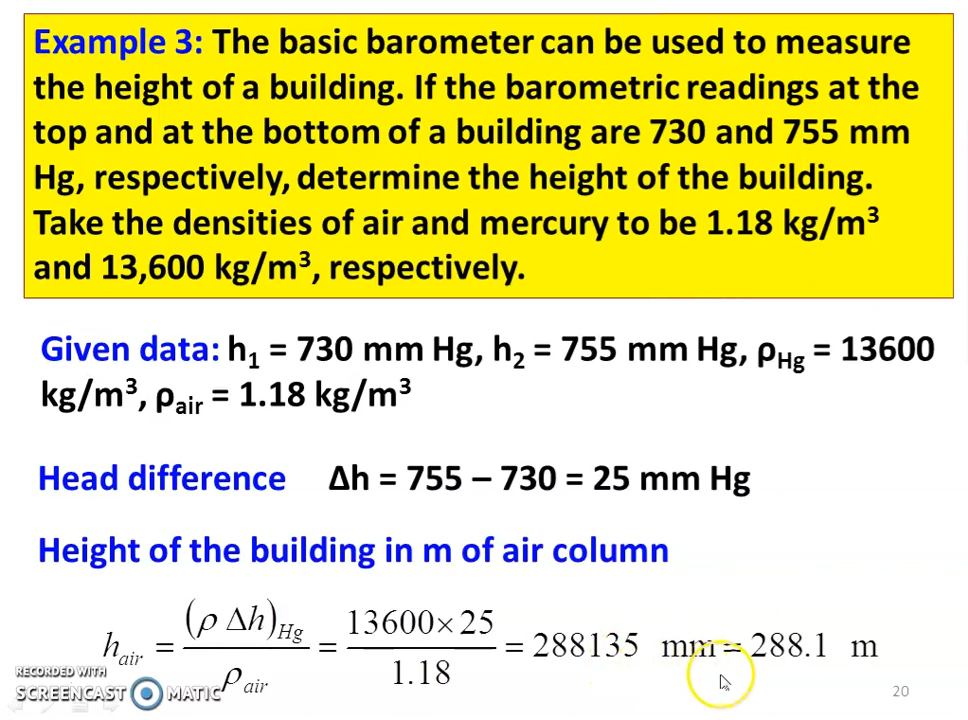 Example 3: The basic barometer can be used to measure
the height of a building. If the barometric readings at the
top and at the bottom of a building are 730 and 755 mm
Hg, respectively, determine the height of the building.
Take the densities of air and mercury to be 1.18 kg/m³
and 13,600 kg/m³, respectively.
Given data: h₁ = 730 mm Hg, h₂ = 755 mm Hg, ρHg = 13600
kg/m³, ρair = 1.18 kg/m³
Head difference Δh = 755 – 730 = 25 mm Hg
Height of the building in m of air column
hair = (ρ Δh)Hg / ρair = 13600 × 25 / 1.18 = 288135 mm = 288.1 m
RECORDED WITH
SCREENCAST MATIC
20